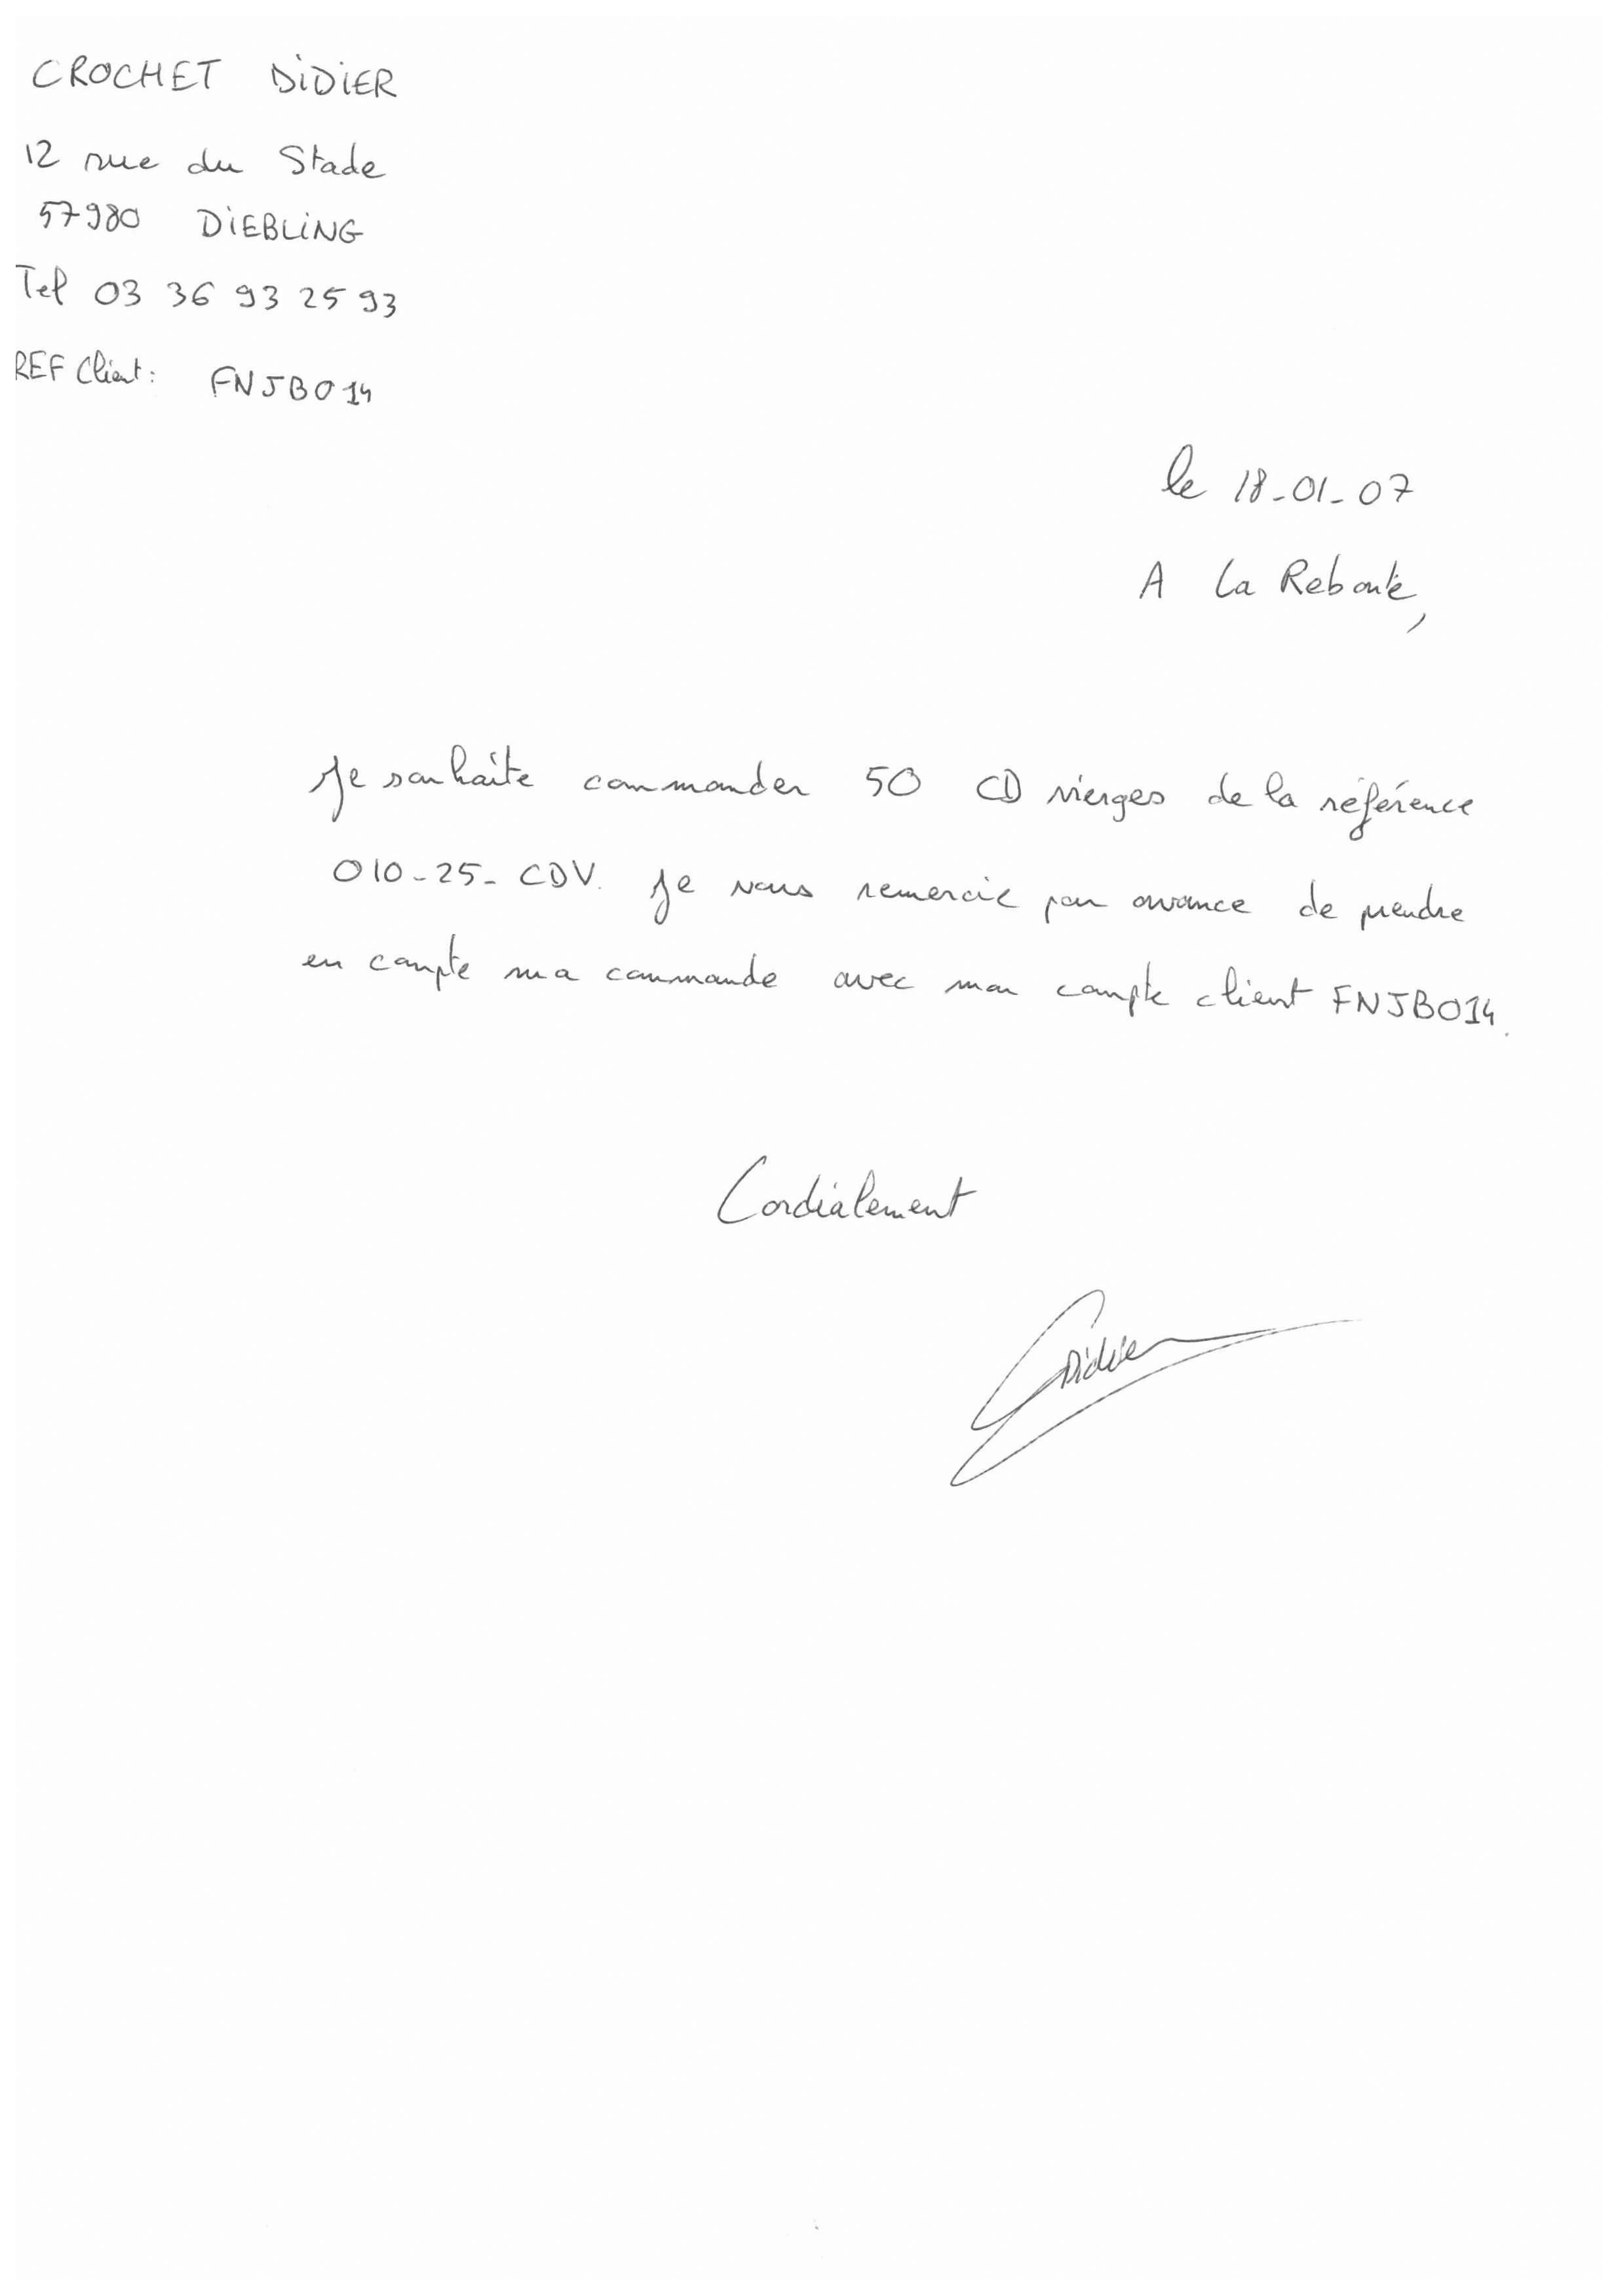 CROCHET DIDIER
12 rue du Stade
57980 DIEBLING
Tel 03 36 93 25 93
REF Client : FNJBO14
le 18-01-07
A La Reboute,
Je souhaite commander 50 CD vierges de la référence
010-25-CDV. Je vous remercie par avance de prendre
en compte ma commande avec mon compte client FNJBO14.
Cordialement
CDidier